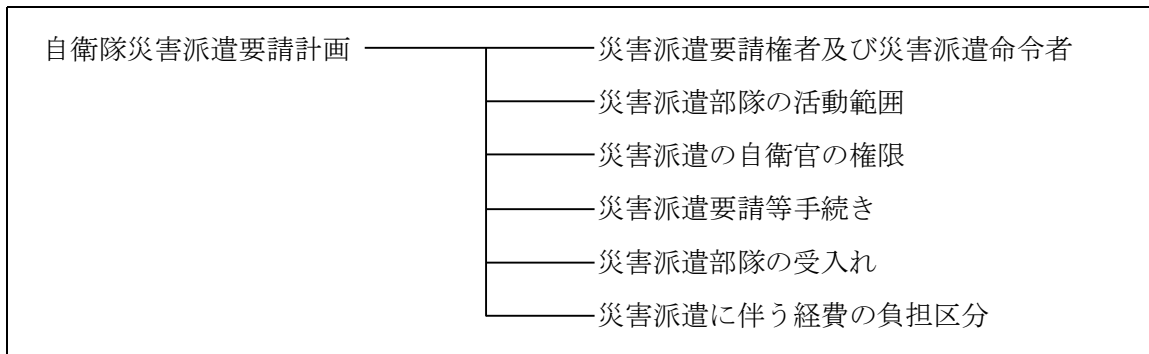 自衛隊災害派遣要請計画
災害派遣要請権者及び災害派遣命令者
災害派遣部隊の活動範囲
災害派遣の自衛官の権限
災害派遣要請等手続き
災害派遣部隊の受入れ
災害派遣に伴う経費の負担区分